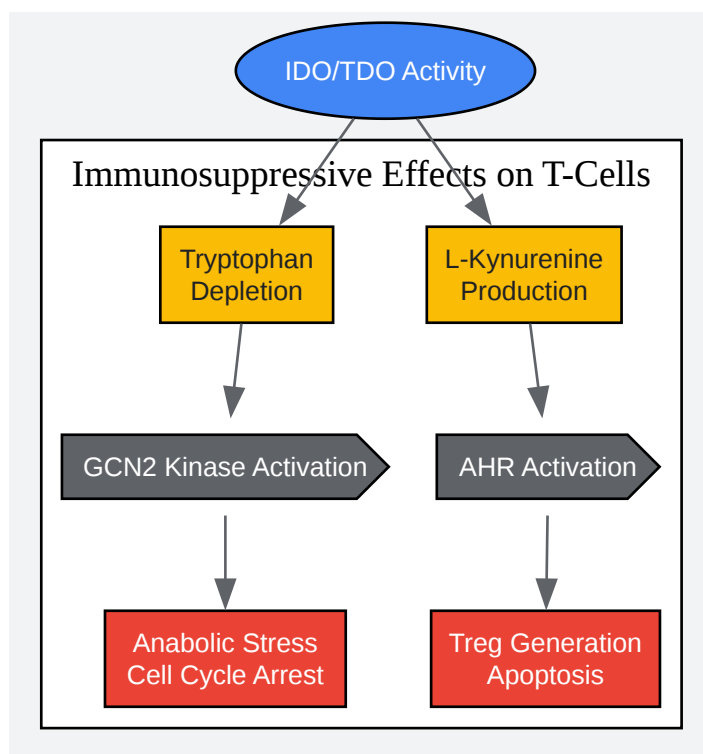 IDO/TDO Activity
Immunosuppressive Effects on T-Cells
Tryptophan
Depletion
L-Kynurenine
Production
GCN2 Kinase Activation
AHR Activation
Anabolic Stress
Cell Cycle Arrest
Treg Generation
Apoptosis